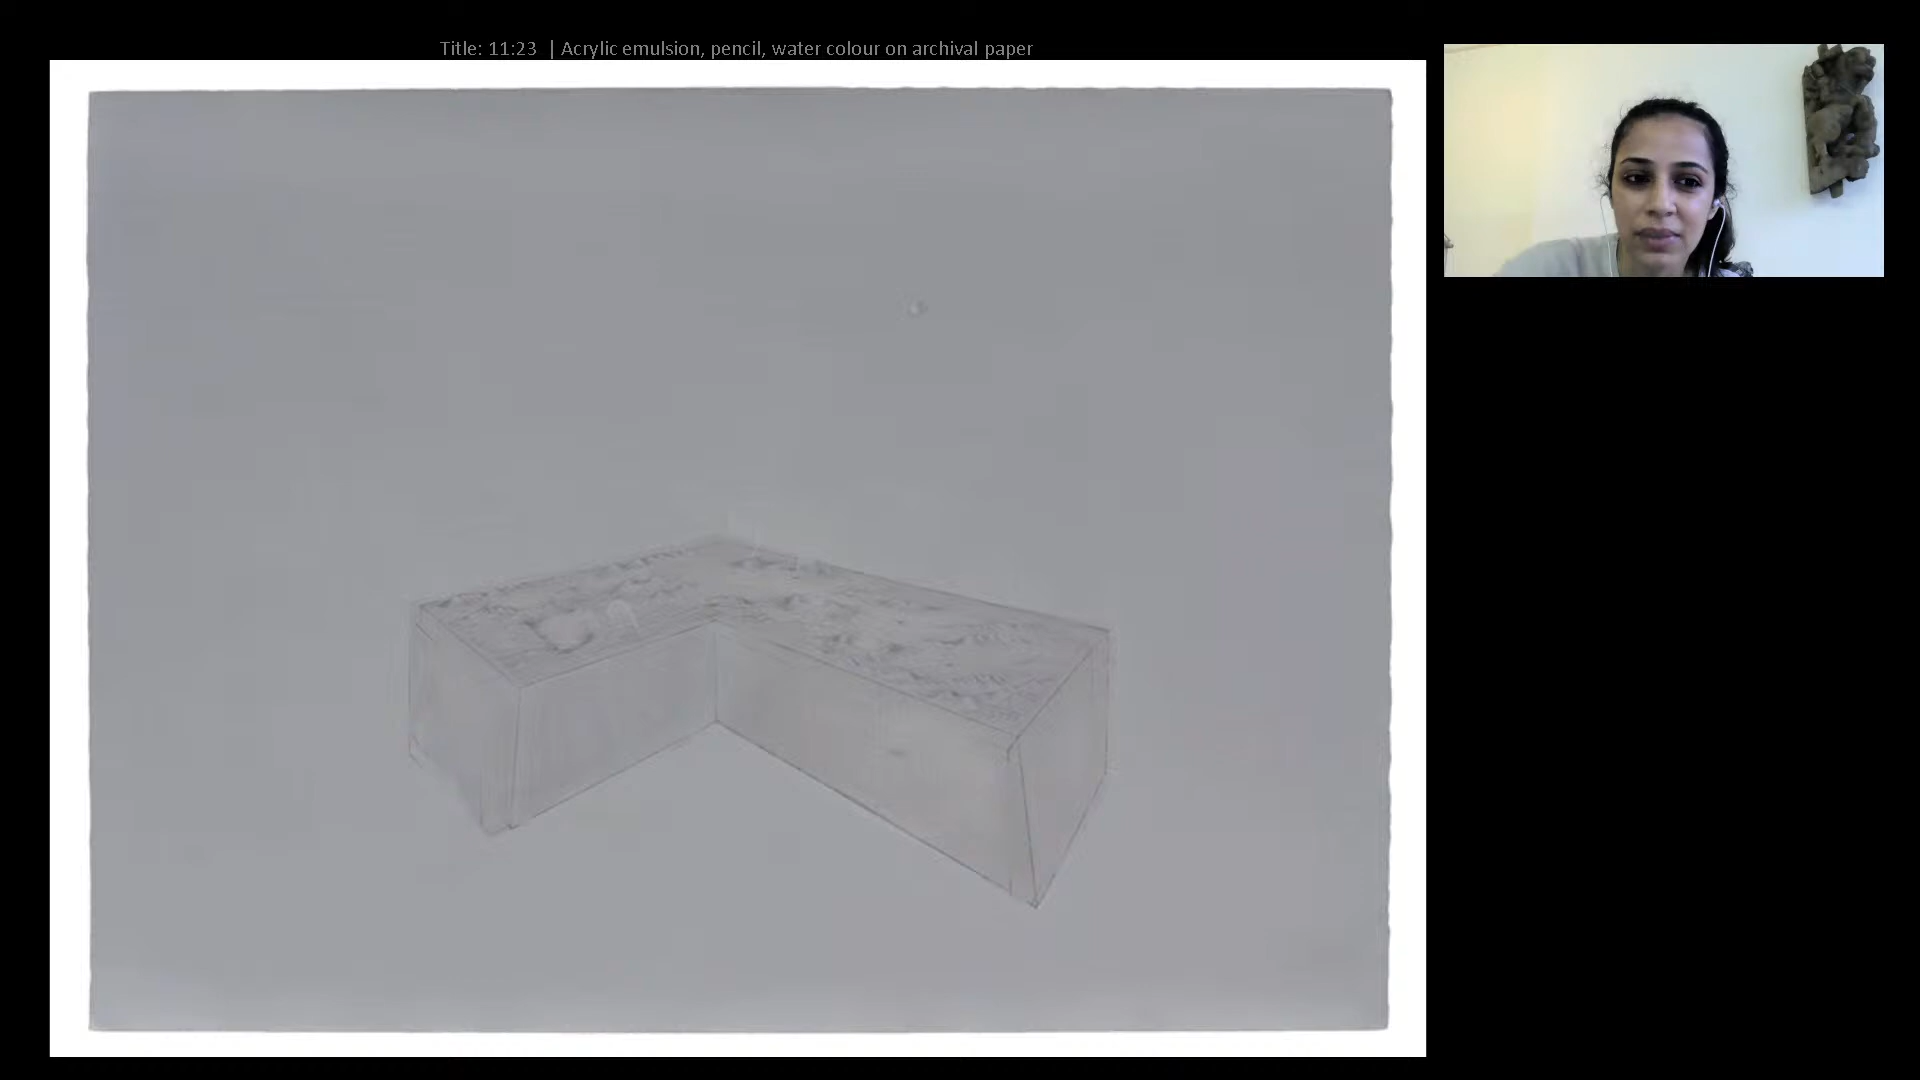 Title: 11:23 | Acrylic emulsion, pencil, water colour on archival paper